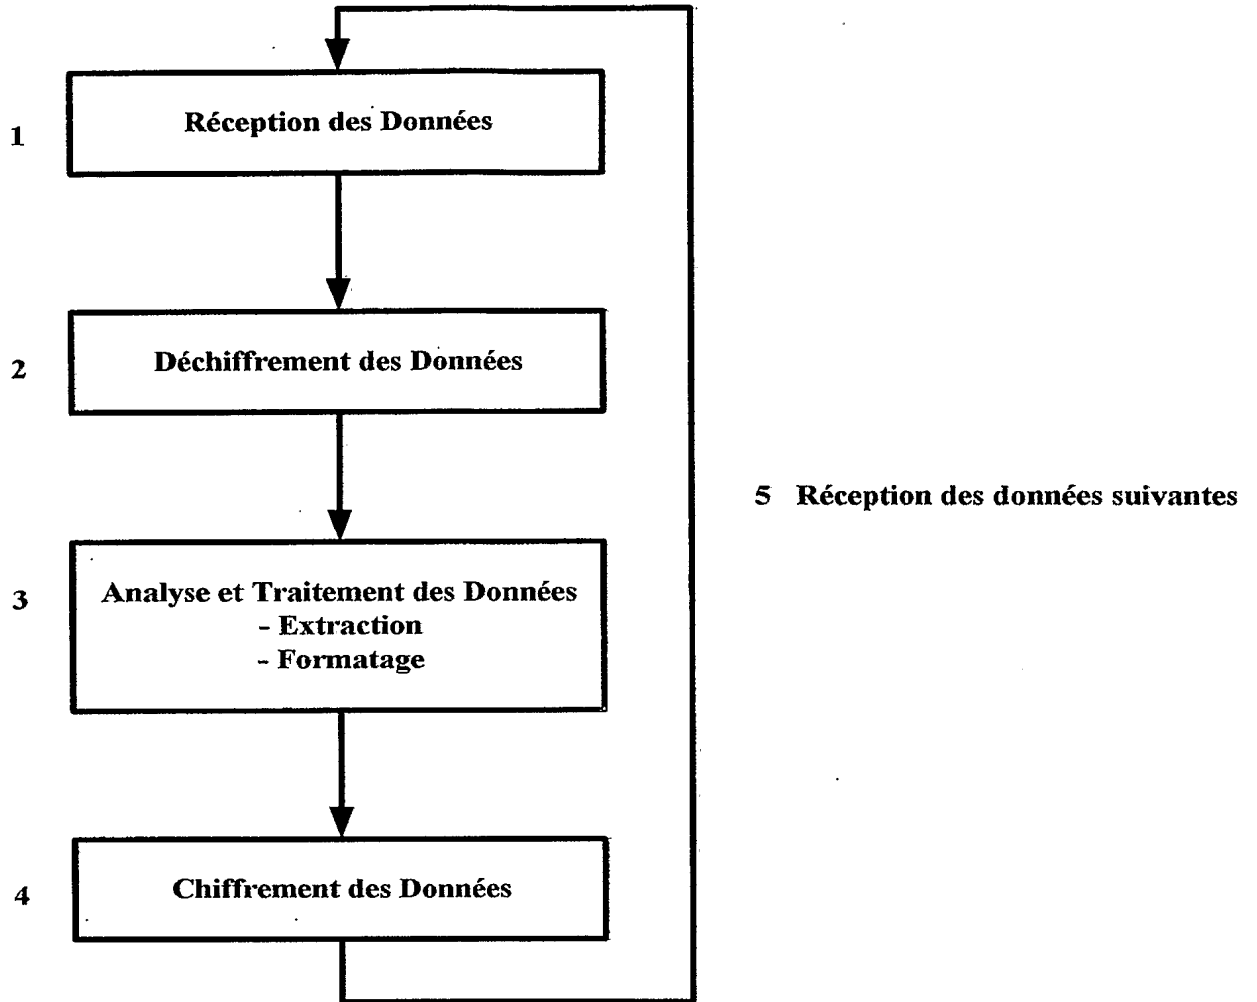 1 Réception des Données
2 Déchiffrement des Données
5 Réception des données suivantes
3 Analyse et Traitement des Données
- Extraction
- Formatage
4 Chiffrement des Données